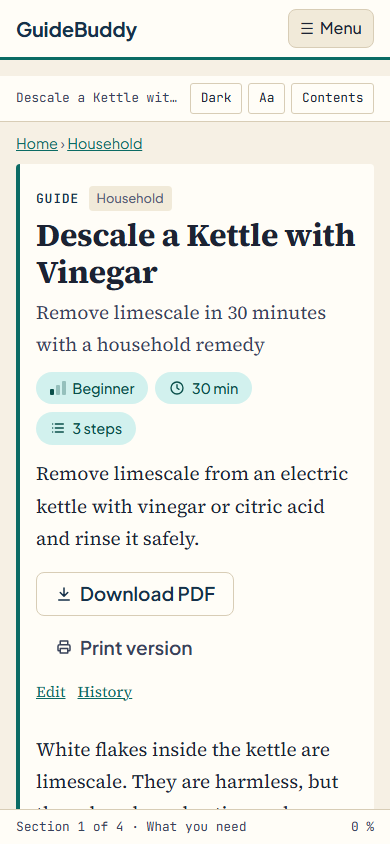 GuideBuddy
☰ Menu
Descale a Kettle wit…
Dark
Aa
Contents
Home › Household
GUIDE Household
Descale a Kettle with
Vinegar
Remove limescale in 30 minutes
with a household remedy
Beginner
30 min
3 steps
Remove limescale from an electric
kettle with vinegar or citric acid
and rinse it safely.
Download PDF
Print version
Edit History
White flakes inside the kettle are
limescale. They are harmless, but
Section 1 of 4 · What you need
0 %